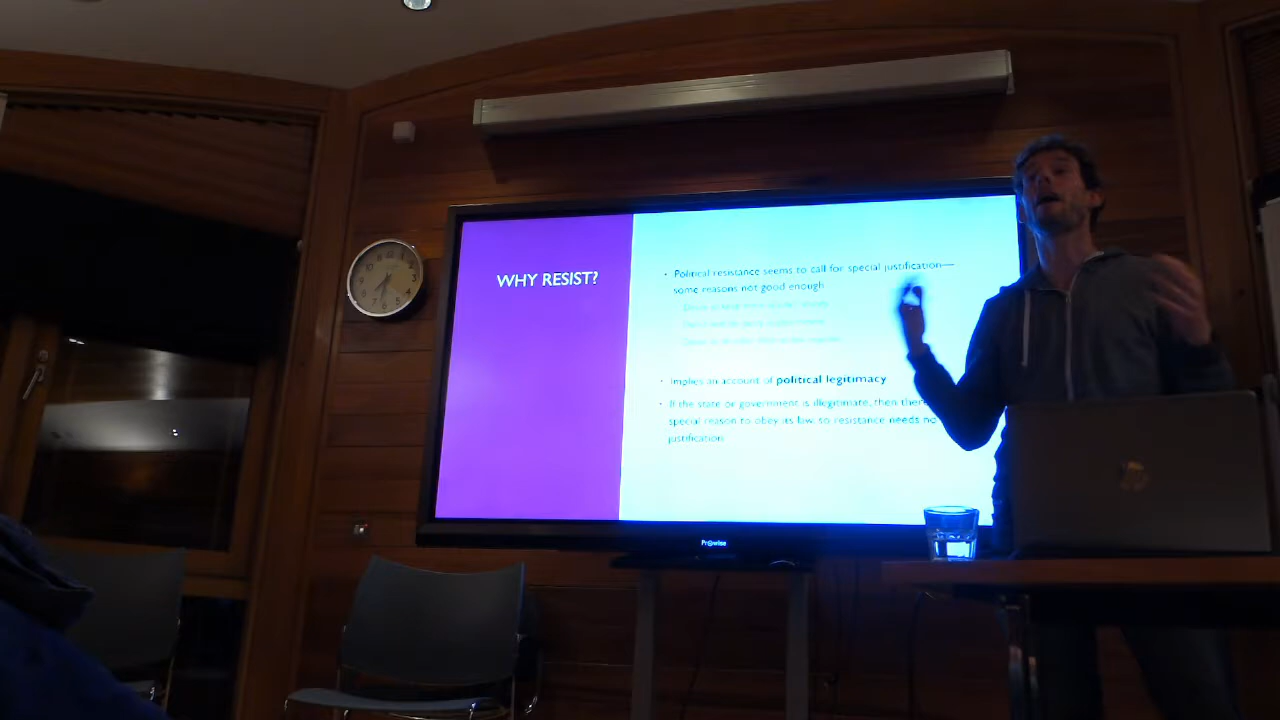 WHY RESIST?
• Political resistance seems to call for special justification—
some reasons not good enough
• Implies an account of political legitimacy
• If the state or government is illegitimate, then
special reason to obey its law, so resistance needs no
justification
Prowise
hp